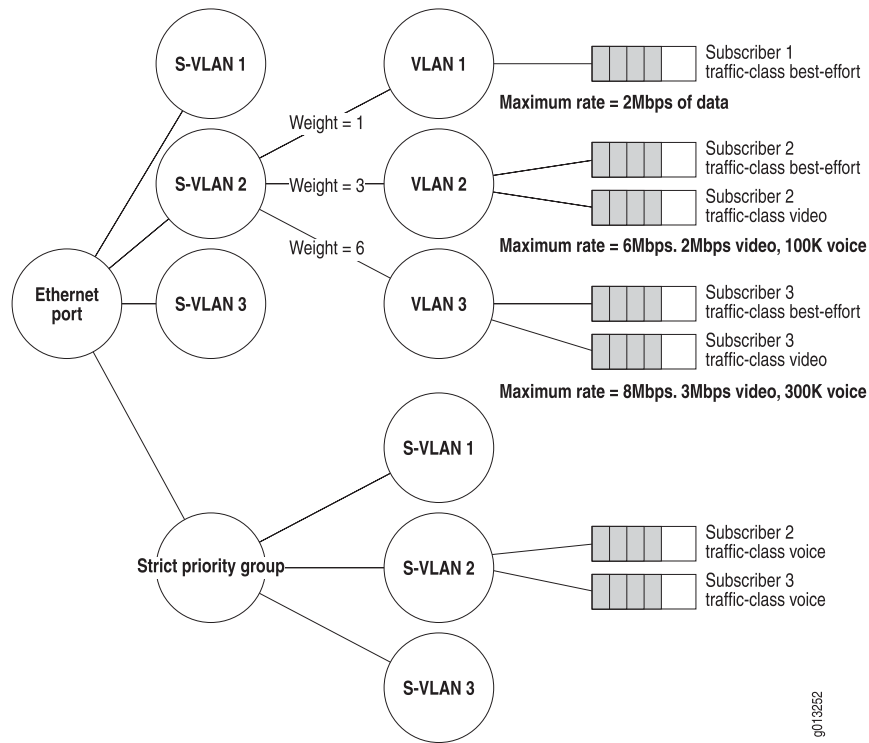 S-VLAN 1
VLAN 1
Subscriber 1
traffic-class best-effort
Maximum rate = 2Mbps of data
Weight = 1
S-VLAN 2
Weight = 3
VLAN 2
Subscriber 2
traffic-class best-effort
Subscriber 2
traffic-class video
Maximum rate = 6Mbps. 2Mbps video, 100K voice
Weight = 6
Ethernet
port
S-VLAN 3
VLAN 3
Subscriber 3
traffic-class best-effort
Subscriber 3
traffic-class video
Maximum rate = 8Mbps. 3Mbps video, 300K voice
S-VLAN 1
Strict priority group
S-VLAN 2
Subscriber 2
traffic-class voice
Subscriber 3
traffic-class voice
S-VLAN 3
g013252